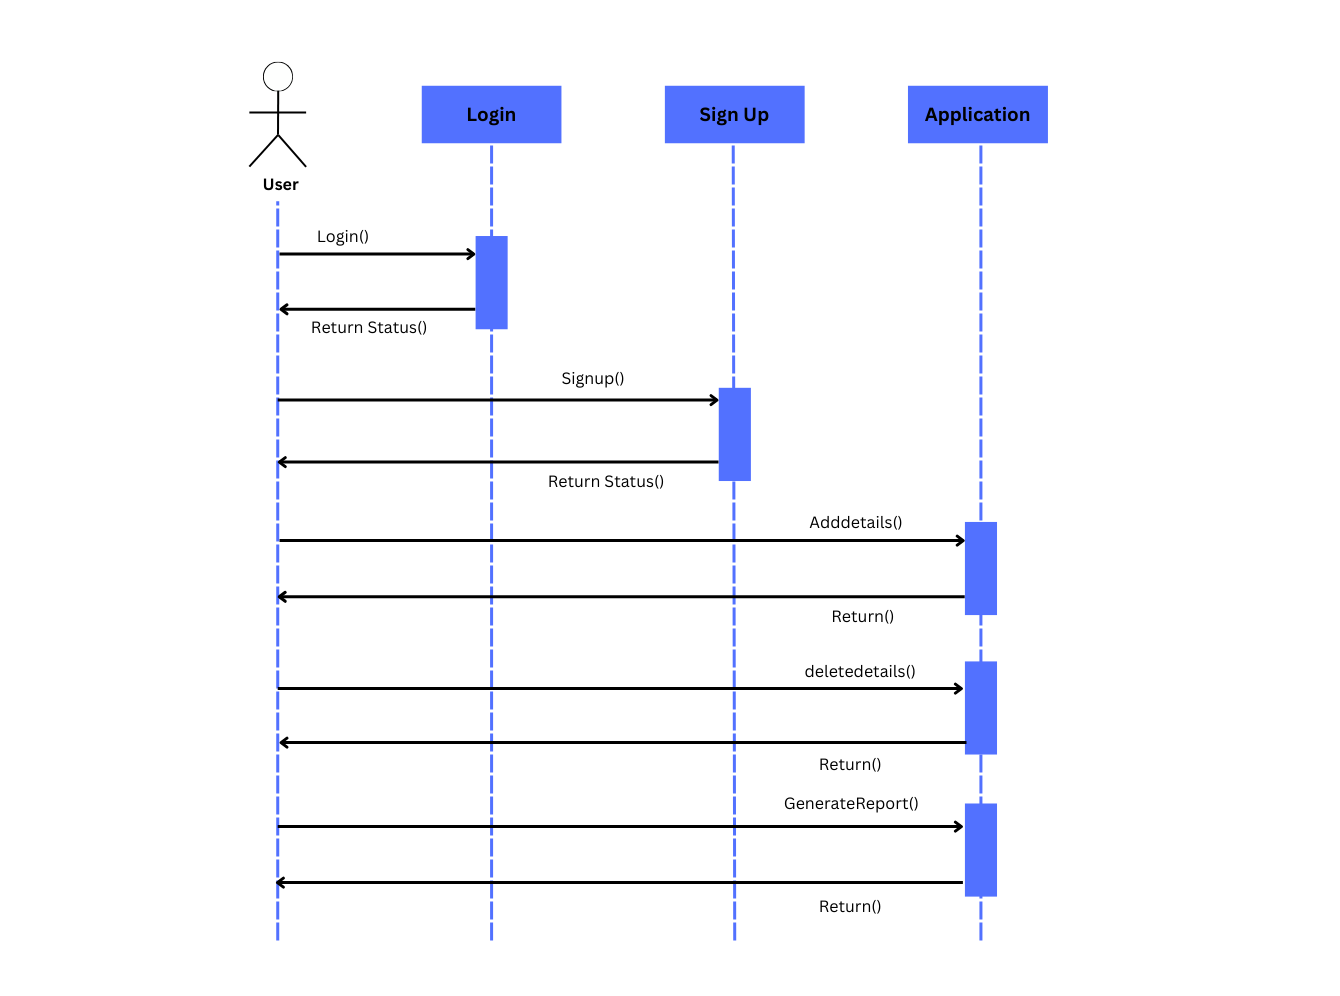 Login
Sign Up
Application
User
Login()
Return Status()
Signup()
Return Status()
Adddetails()
Return()
deletedetails()
Return()
GenerateReport()
Return()